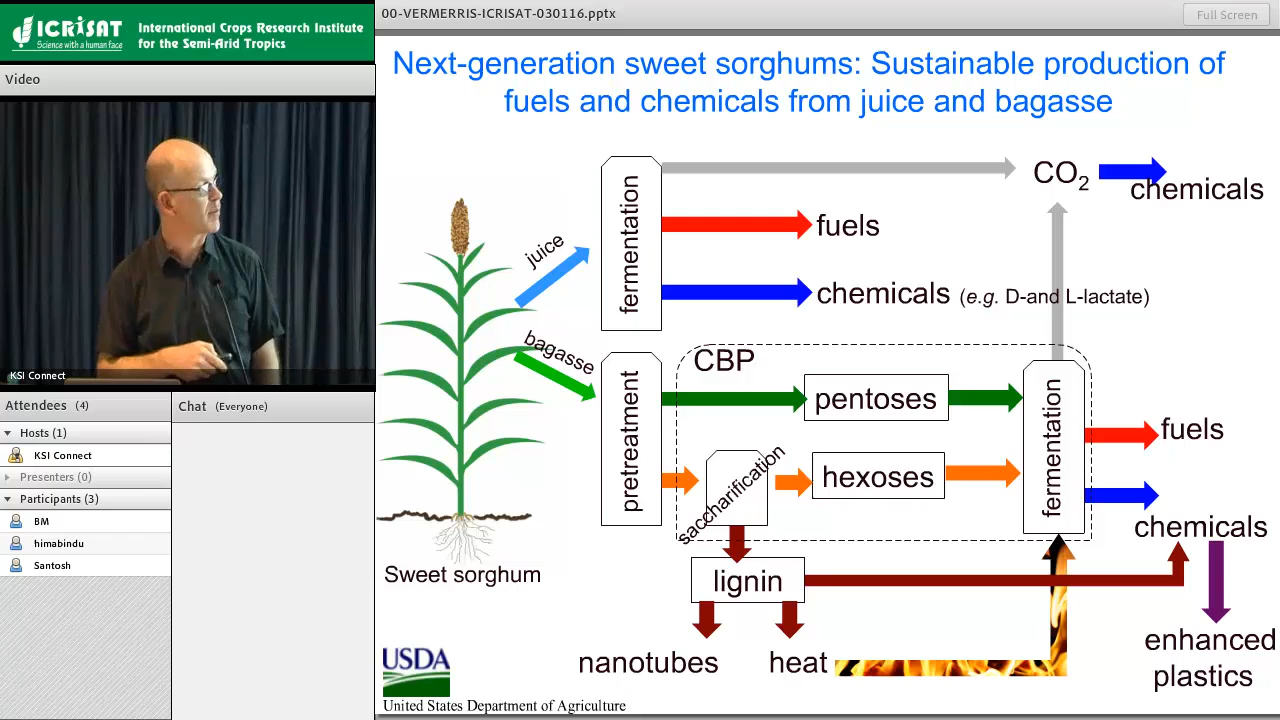 ICRISAT
Science with a human face
International Crops Research Institute
for the Semi-Arid Tropics
00-VERMERRIS-ICRISAT-030116.pptx
Full Screen
Video
KSI Connect
Attendees (4)
Hosts (1)
KSI Connect
Presenters (0)
Participants (3)
BM
himabindu
Santosh
Chat (Everyone)
Next-generation sweet sorghums: Sustainable production of
fuels and chemicals from juice and bagasse
juice
fermentation
CO2
chemicals
fuels
chemicals (e.g. D-and L-lactate)
bagasse
pretreatment
CBP
pentoses
saccharification
hexoses
fermentation
fuels
chemicals
lignin
Sweet sorghum
nanotubes
heat
enhanced
plastics
USDA
United States Department of Agriculture